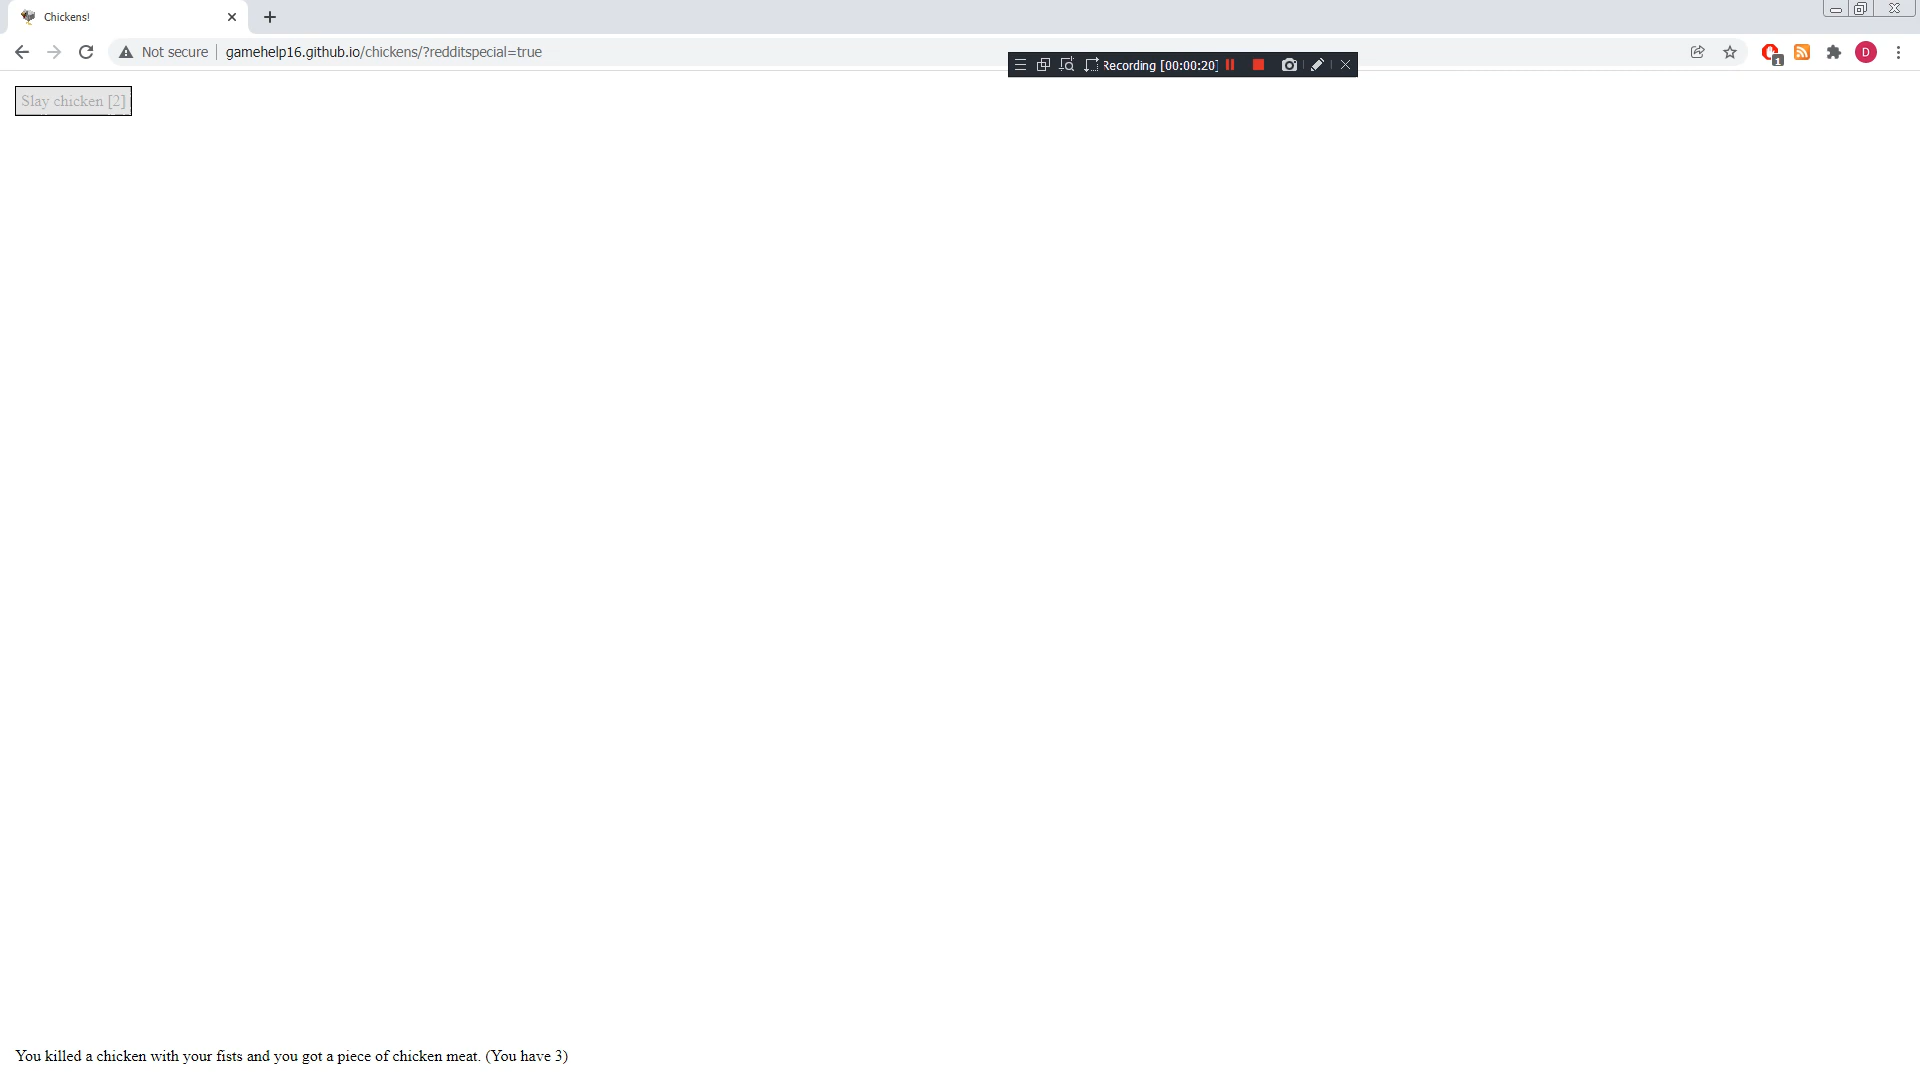 Chickens!
Not secure
gamehelp16.github.io/chickens/?redditspecial=true
1
D
Recording [00:00:20]
Slay chicken [2]
You killed a chicken with your fists and you got a piece of chicken meat. (You have 3)